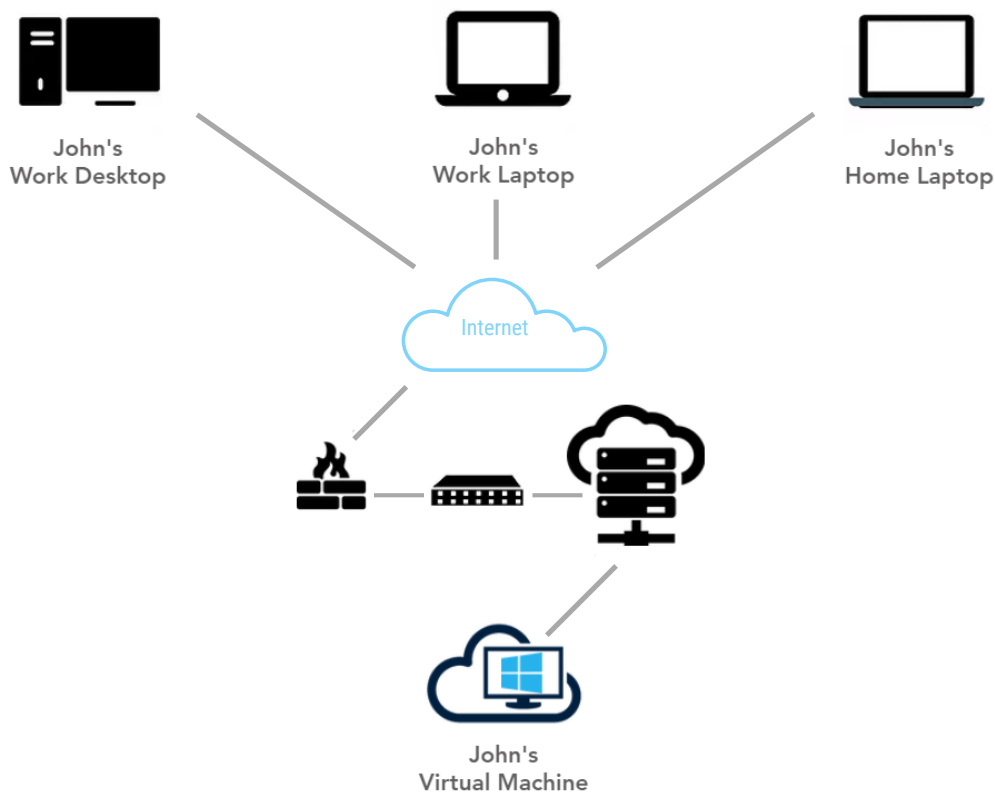 John's
Work Desktop
John's
Work Laptop
John's
Home Laptop
Internet
John's
Virtual Machine